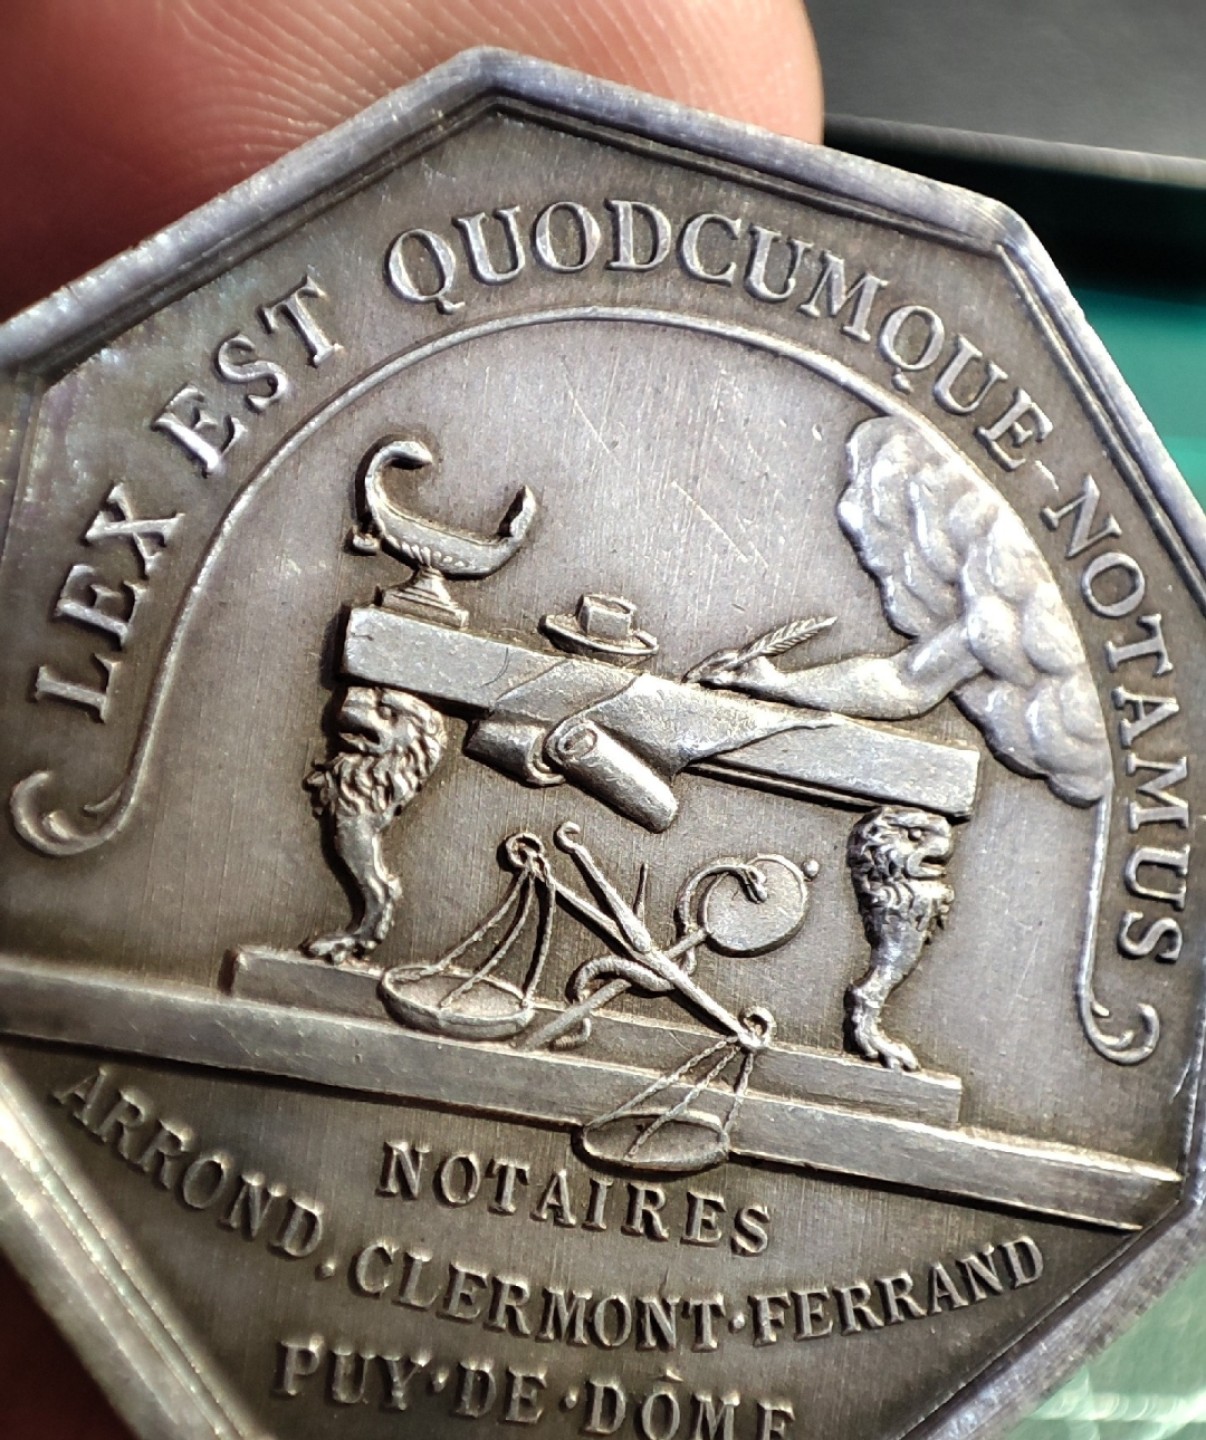 LEX EST QUODCUMQUE NOTAMUS
NOTAIRES
ARROND. CLERMONT·FERRAND
PUY·DE·DÔME